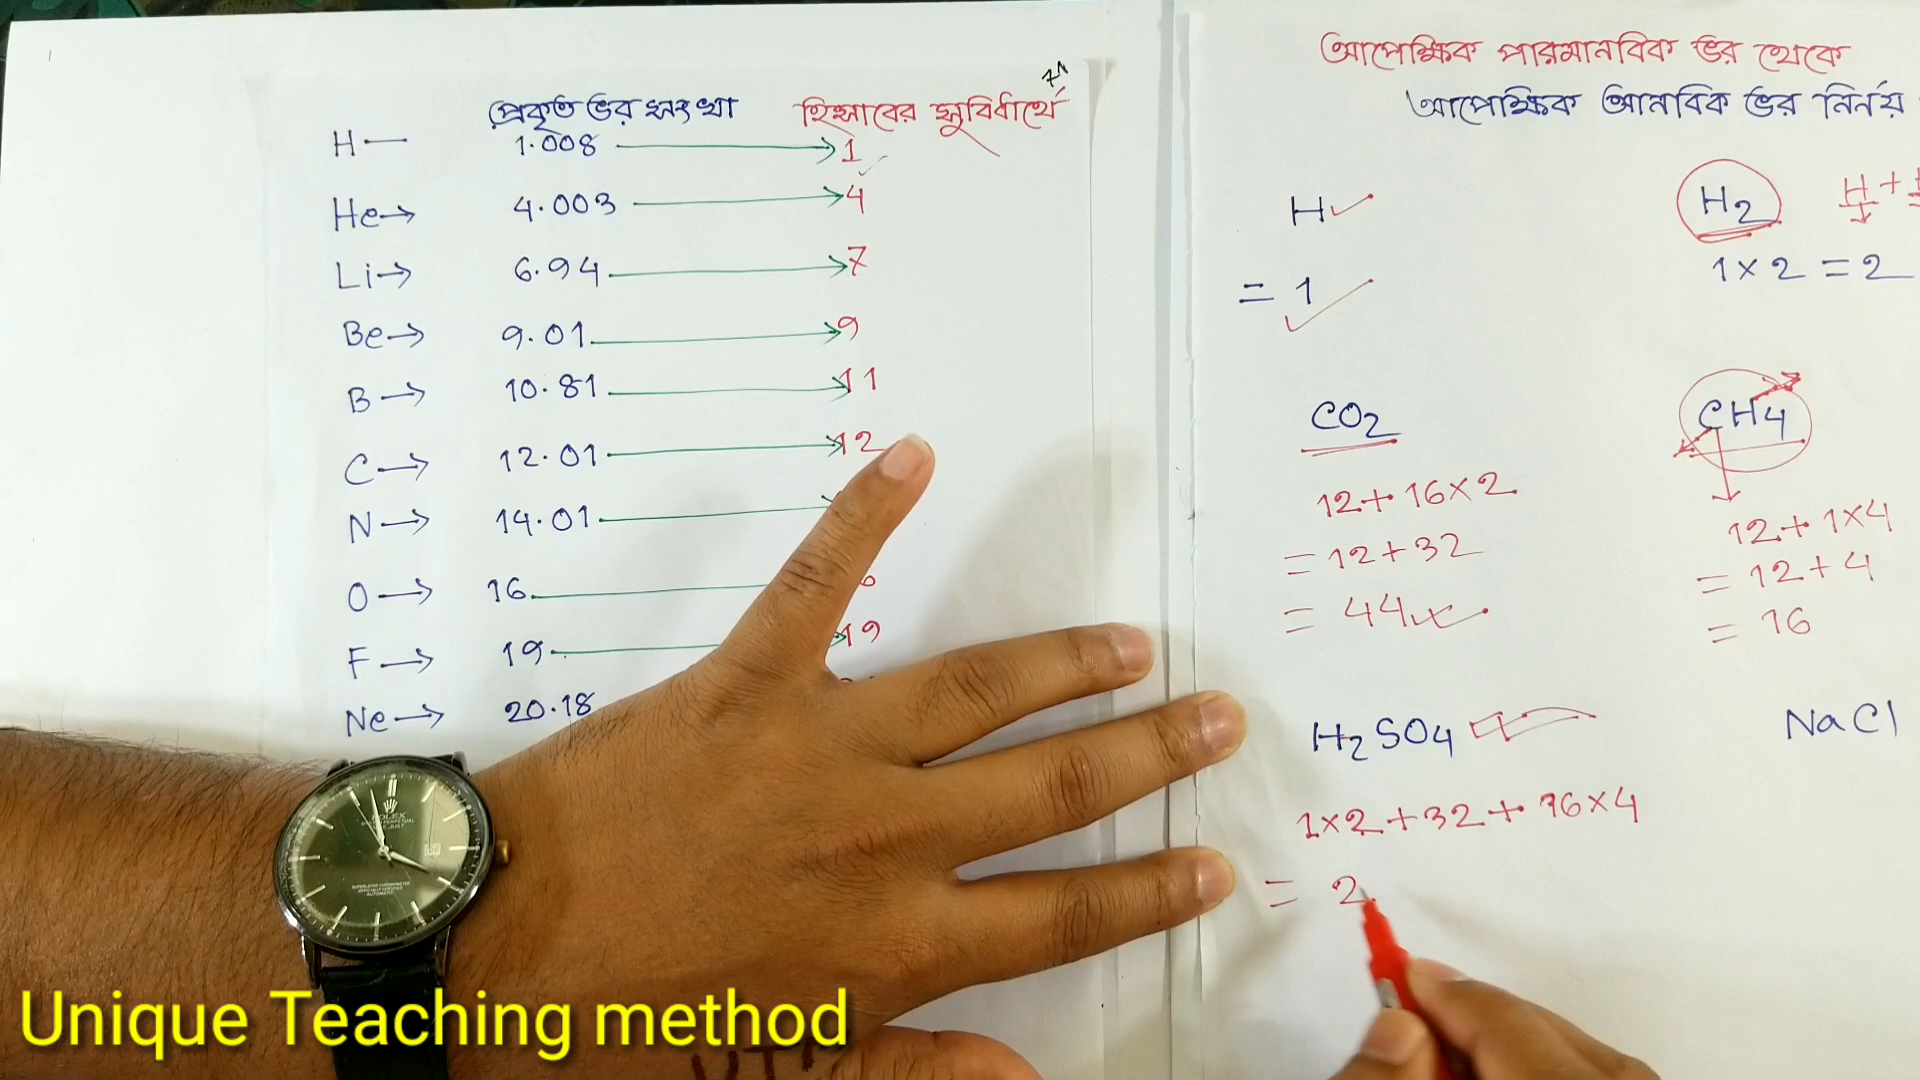 প্রকৃত ভর সংখ্যা হিসাবের সুবিধার্থে
H— 1.008 → 1
He→ 4.003 → 4
Li→ 6.94 → 7
Be→ 9.01 → 9
B→ 10.81 → 11
C→ 12.01 → 12
N→ 14.01
O→ 16
F→ 19 → 19
Ne→ 20.18
আপেক্ষিক পারমানবিক ভর থেকে
আপেক্ষিক আনবিক ভর নির্নয়
H
= 1
H2 H +
1×2 = 2
CO2
12+16×2
= 12+32
= 44
CH4
12+1×4
= 12+4
= 16
H2SO4
1×2+32+16×4
= 2
NaCl
ROLEX
Unique Teaching method